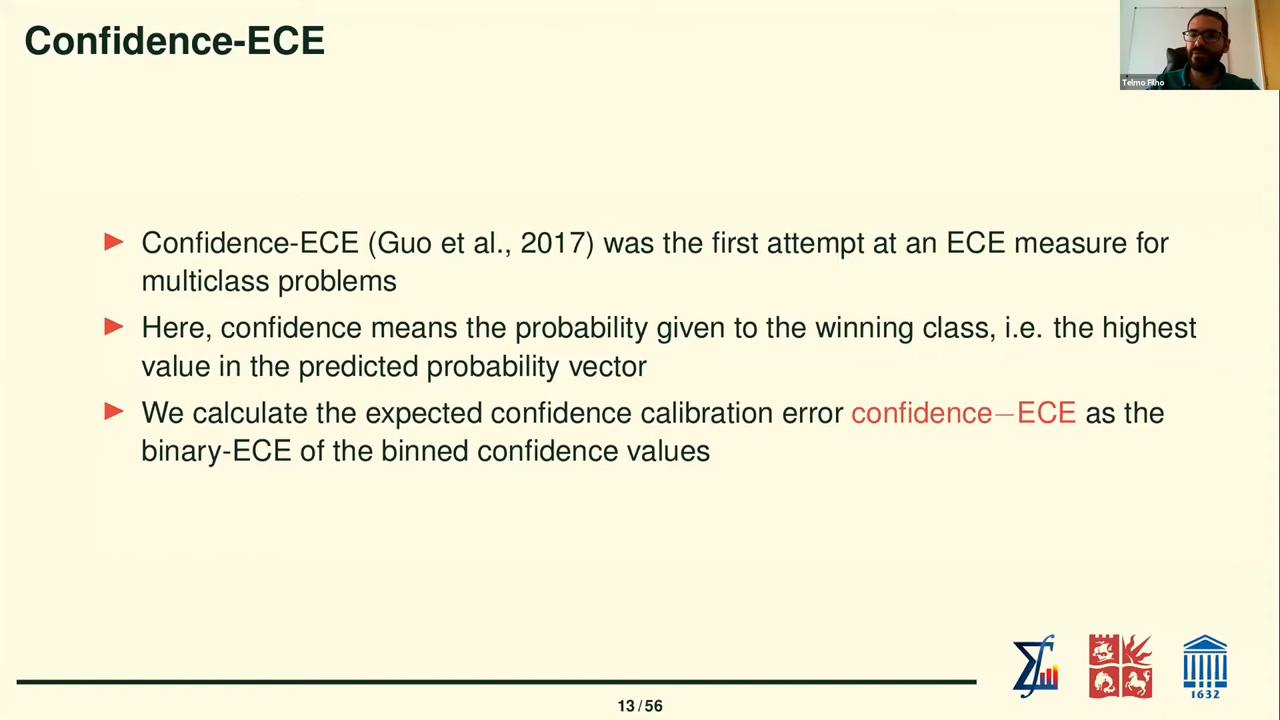 Confidence-ECE
Telmo Filho
► Confidence-ECE (Guo et al., 2017) was the first attempt at an ECE measure for
multiclass problems
► Here, confidence means the probability given to the winning class, i.e. the highest
value in the predicted probability vector
► We calculate the expected confidence calibration error confidence−ECE as the
binary-ECE of the binned confidence values
1632
13/56